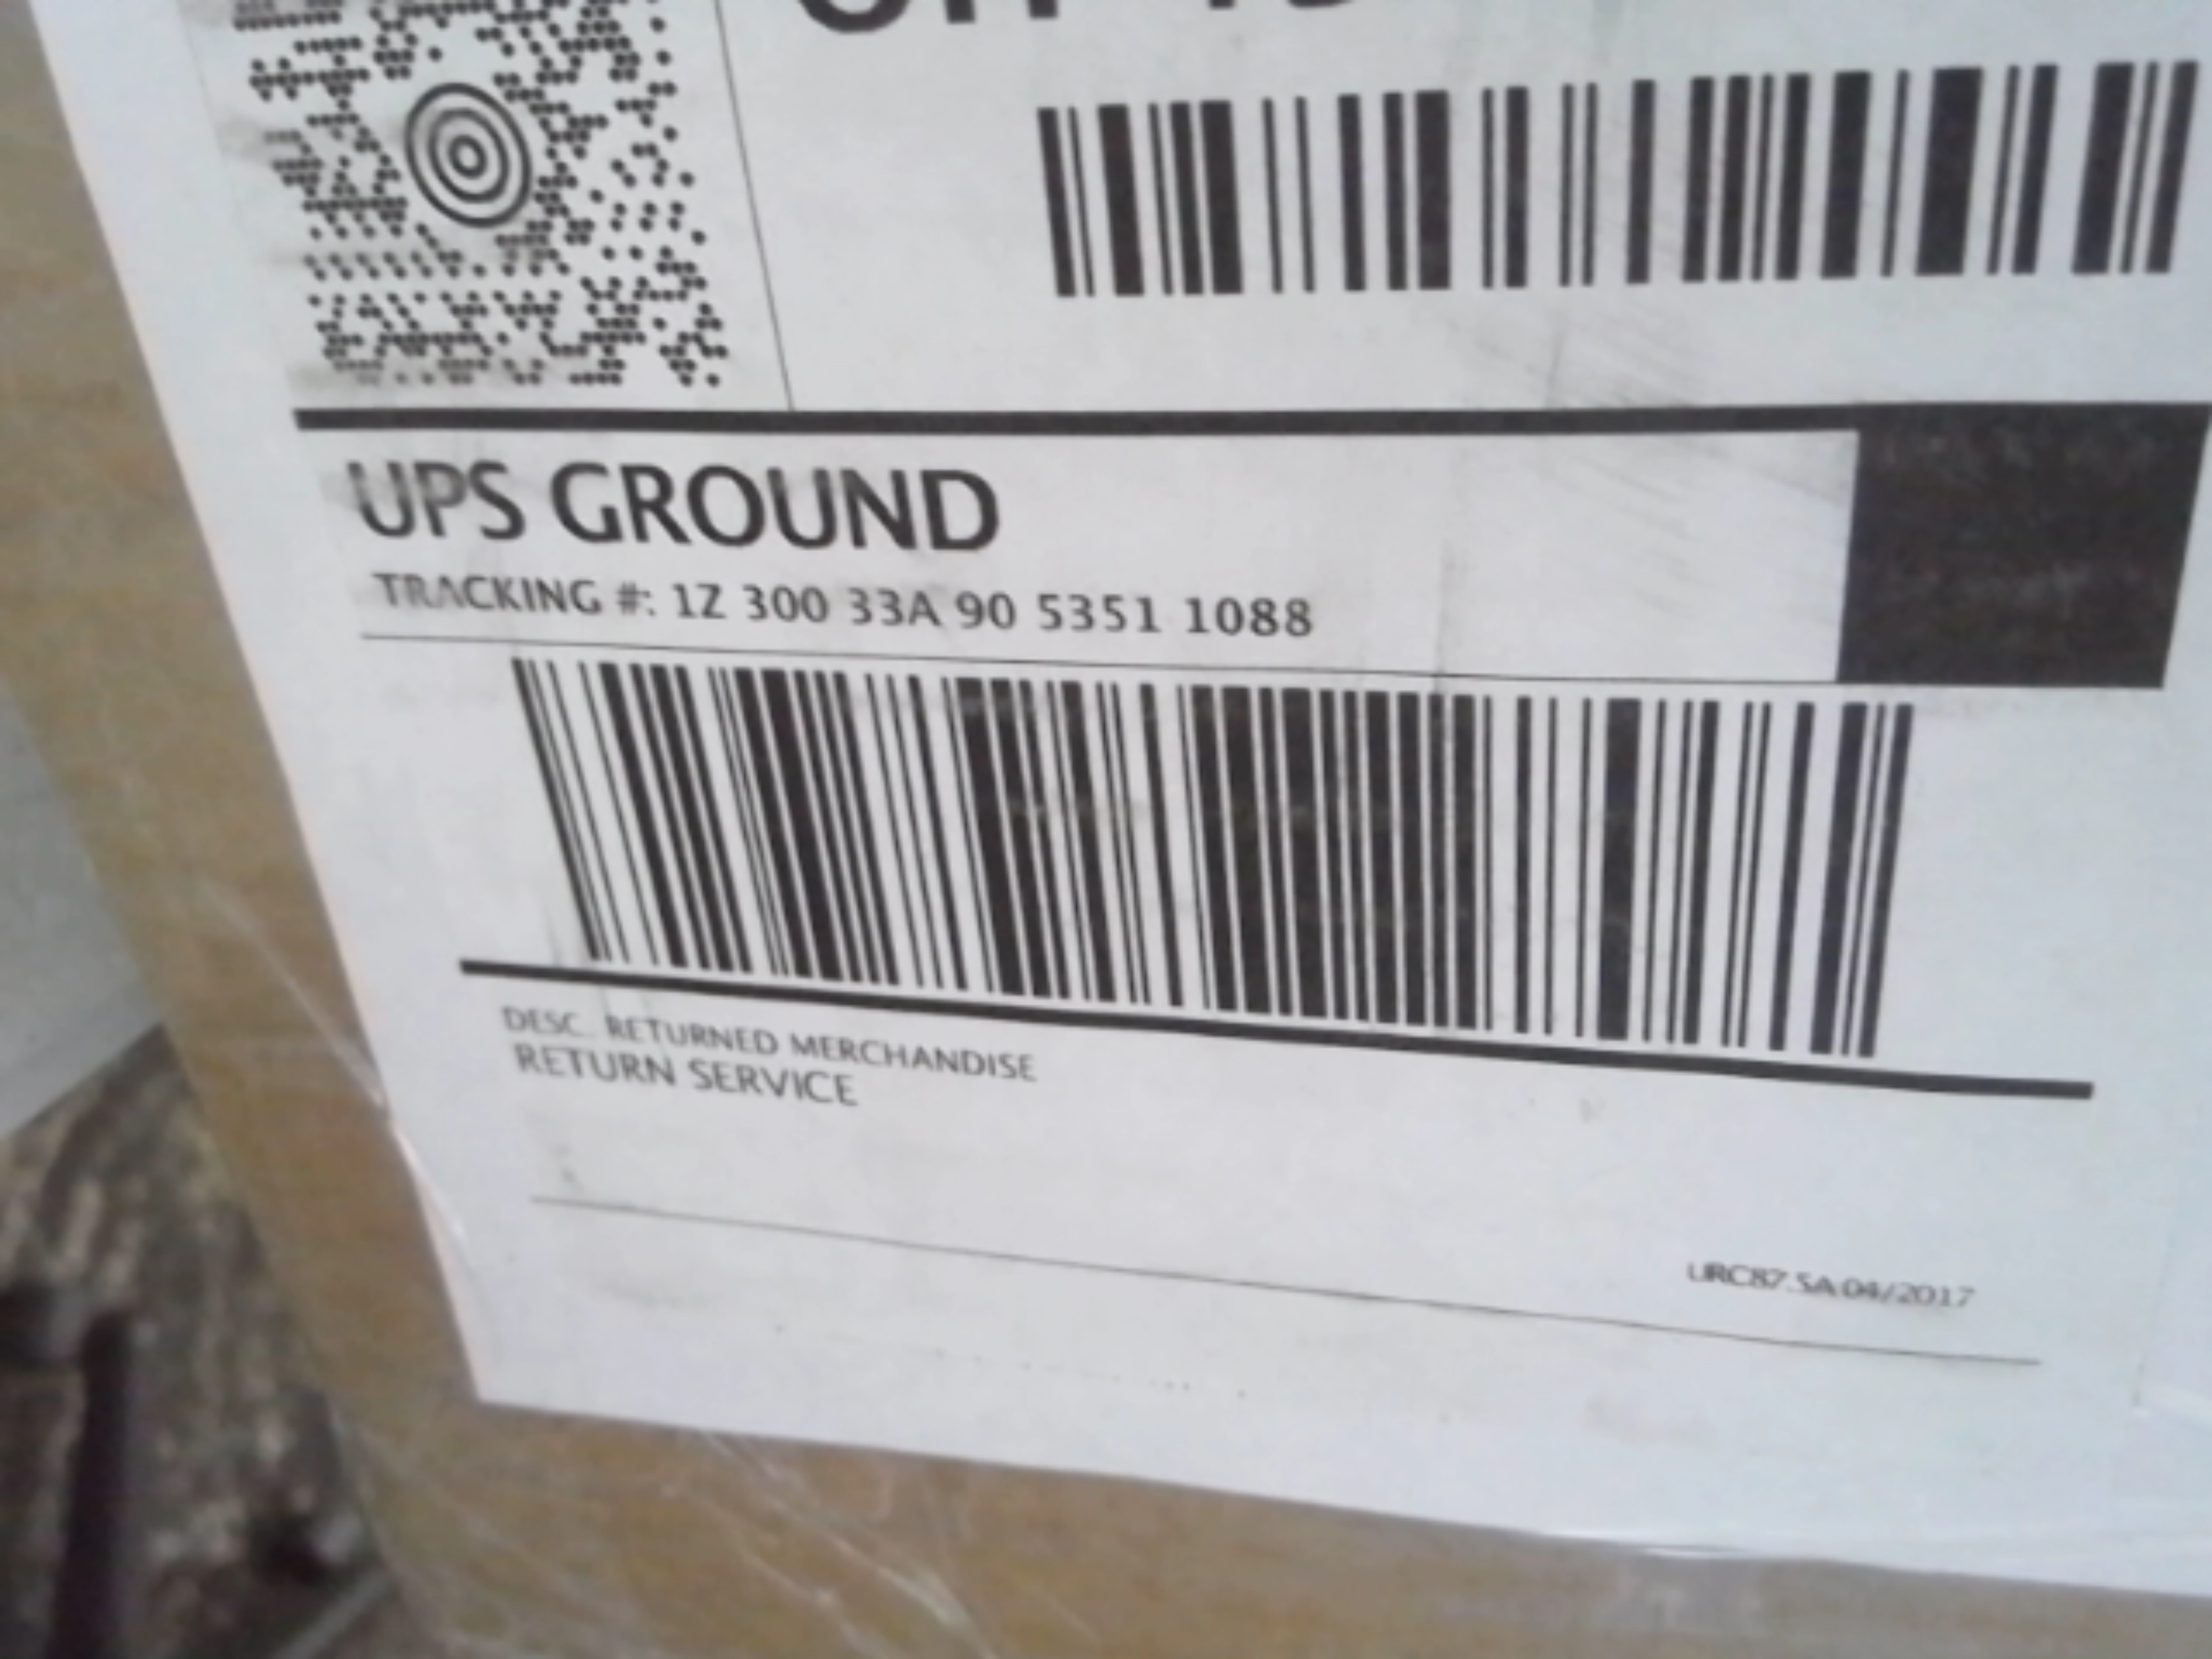 UPS GROUND
TRACKING #: 1Z 300 33A 90 5351 1088
DESC. RETURNED MERCHANDISE
RETURN SERVICE
URC87.5A 04/2017